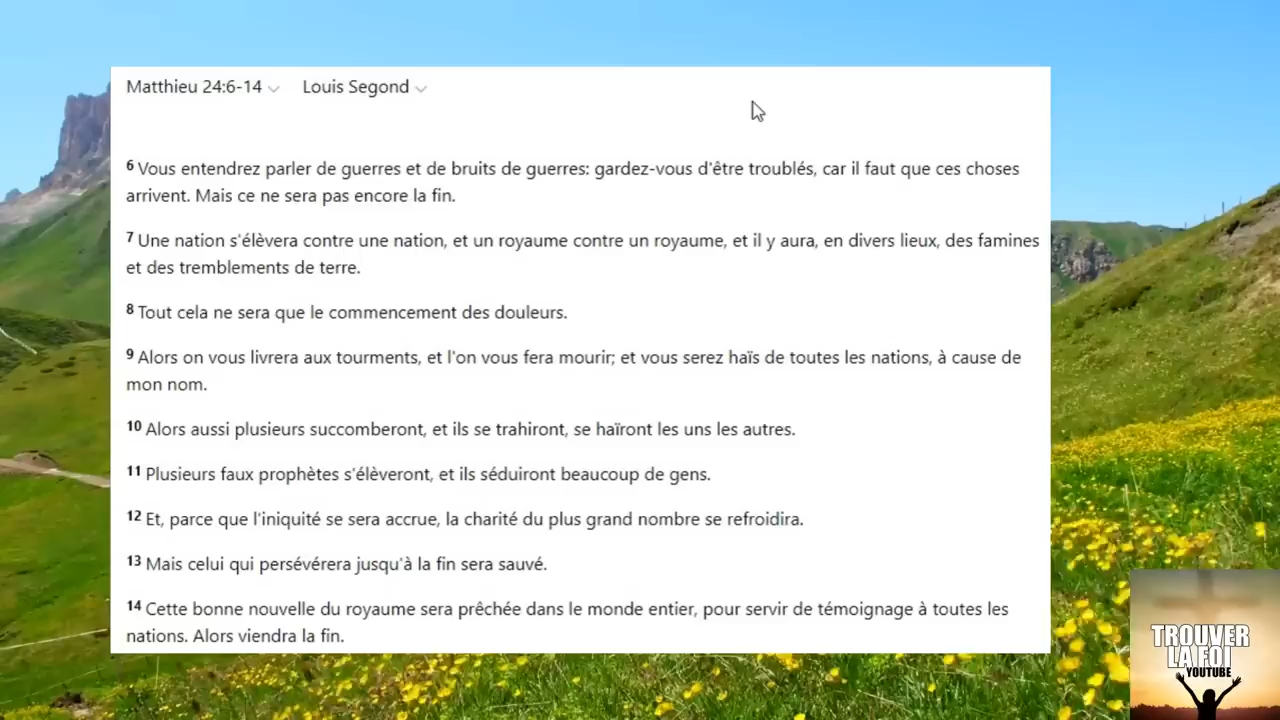 Matthieu 24:6-14 Louis Segond
6 Vous entendrez parler de guerres et de bruits de guerres: gardez-vous d'être troublés, car il faut que ces choses
arrivent. Mais ce ne sera pas encore la fin.
7 Une nation s'élèvera contre une nation, et un royaume contre un royaume, et il y aura, en divers lieux, des famines
et des tremblements de terre.
8 Tout cela ne sera que le commencement des douleurs.
9 Alors on vous livrera aux tourments, et l'on vous fera mourir; et vous serez haïs de toutes les nations, à cause de
mon nom.
10 Alors aussi plusieurs succomberont, et ils se trahiront, se haïront les uns les autres.
11 Plusieurs faux prophètes s'élèveront, et ils séduiront beaucoup de gens.
12 Et, parce que l'iniquité se sera accrue, la charité du plus grand nombre se refroidira.
13 Mais celui qui persévérera jusqu'à la fin sera sauvé.
14 Cette bonne nouvelle du royaume sera prêchée dans le monde entier, pour servir de témoignage à toutes les
nations. Alors viendra la fin.
TROUVER
LA FOI
YOUTUBE